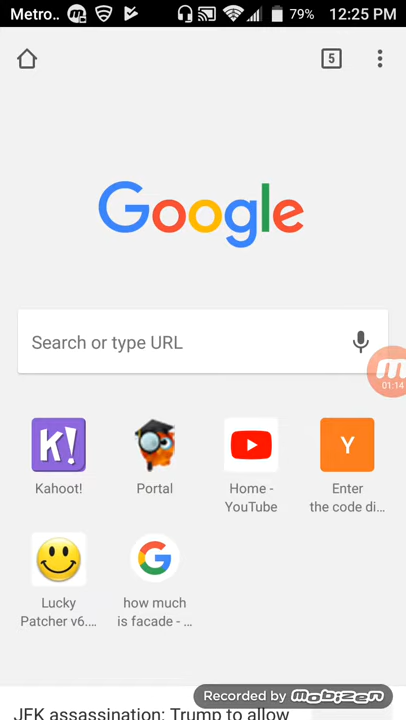 Metro... 79% 12:25 PM
5
Google
Search or type URL
01:14
K!
Kahoot!
Portal
Home -
YouTube
Y
Enter
the code di...
Lucky
Patcher v6....
G
how much
is facade - ...
Recorded by MOBIZEN
JFK assassination: Trump to allow